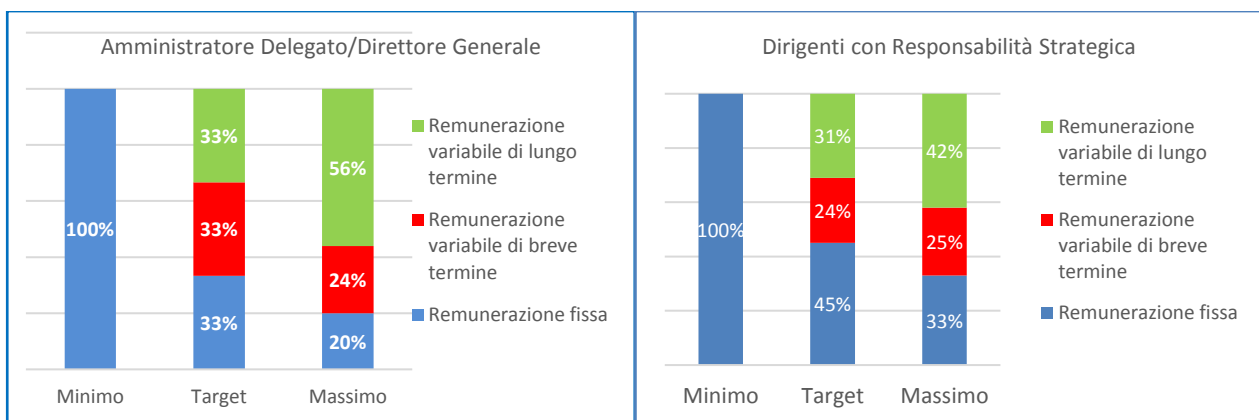 Amministratore Delegato/Direttore Generale
33%
56%
100%
33%
24%
33%
20%
Minimo
Target
Massimo
Remunerazione
variabile di lungo
termine
Remunerazione
variabile di breve
termine
Remunerazione fissa
Dirigenti con Responsabilità Strategica
31%
42%
100%
24%
25%
45%
33%
Minimo
Target
Massimo
Remunerazione
variabile di lungo
termine
Remunerazione
variabile di breve
termine
Remunerazione fissa